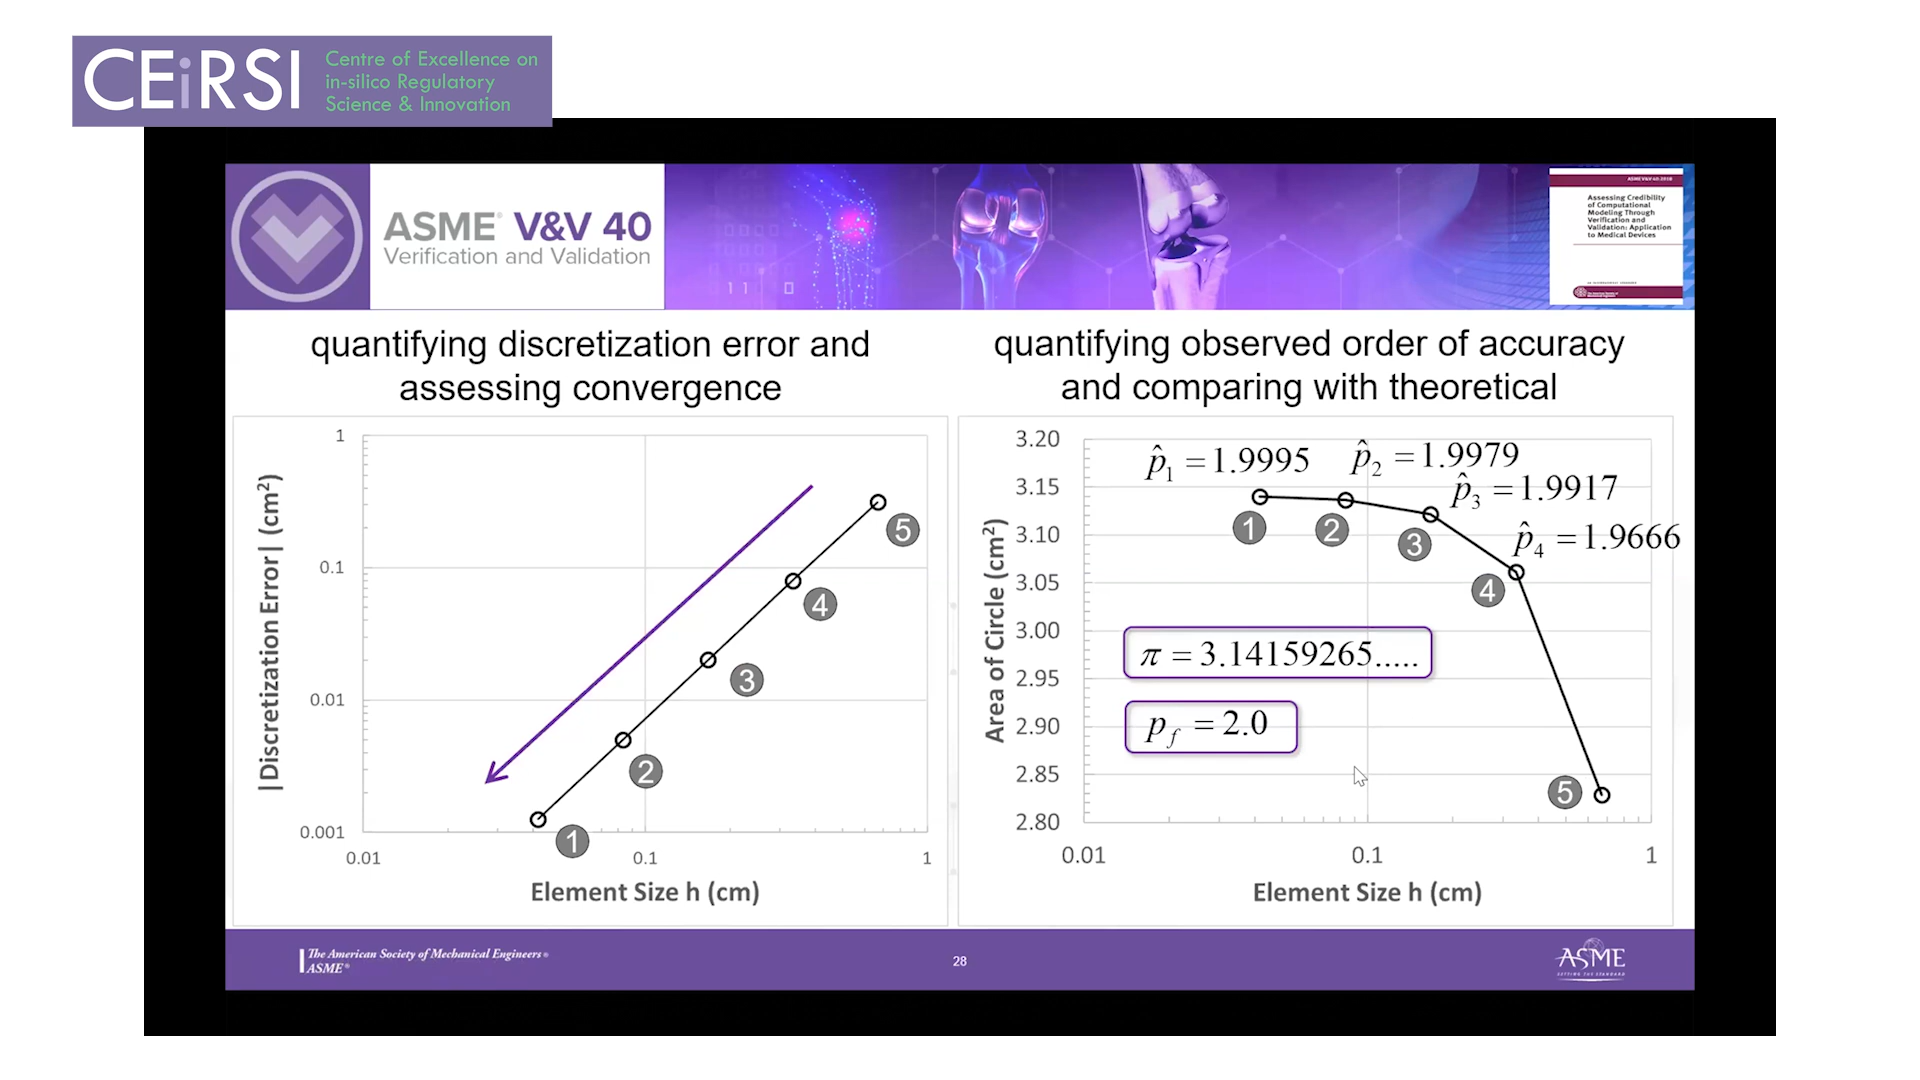 CEiRSI
Centre of Excellence on
in-silico Regulatory
Science & Innovation
ASME® V&V 40
Verification and Validation
ASME V&V 40-2018
Assessing Credibility
of Computational
Modeling Through
Verification and
Validation: Application
to Medical Devices
11 0
quantifying discretization error and
assessing convergence
|Discretization Error| (cm²)
1
0.1
0.01
0.001
5
4
3
2
1
0.01
0.1
1
Element Size h (cm)
quantifying observed order of accuracy
and comparing with theoretical
Area of Circle (cm²)
3.20
3.15
3.10
3.05
3.00
2.95
2.90
2.85
2.80
p̂₁ = 1.9995
p̂₂ = 1.9979
p̂₃ = 1.9917
p̂₄ = 1.9666
1
2
3
4
5
π = 3.14159265.....
p_f = 2.0
0.01
0.1
1
Element Size h (cm)
The American Society of Mechanical Engineers®
ASME®
28
ASME
SETTING THE STANDARD